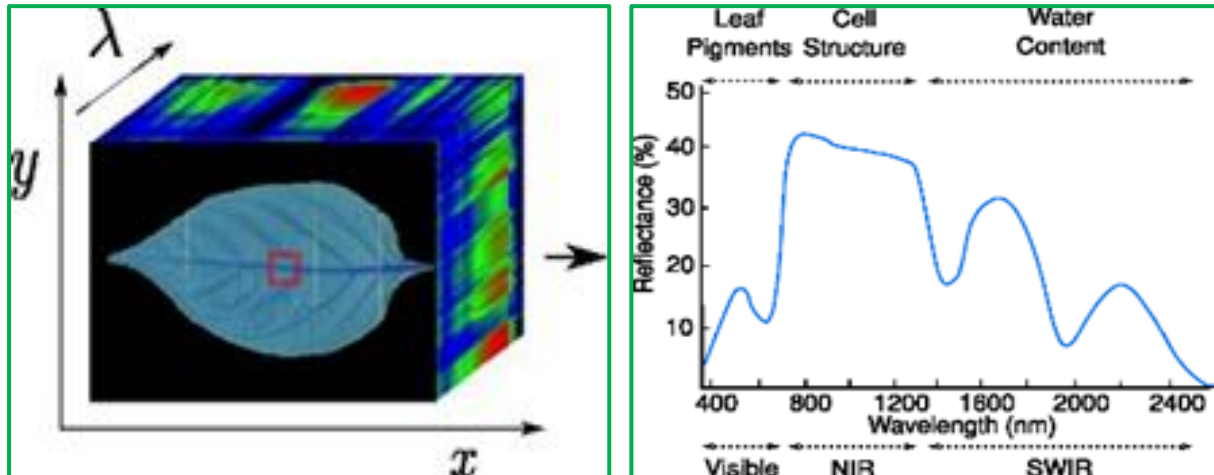 λ
y
x
Leaf Pigments
Cell Structure
Water Content
Reflectance (%)
50
40
30
20
10
400 800 1200 1600 2000 2400
Wavelength (nm)
Visible NIR SWIR